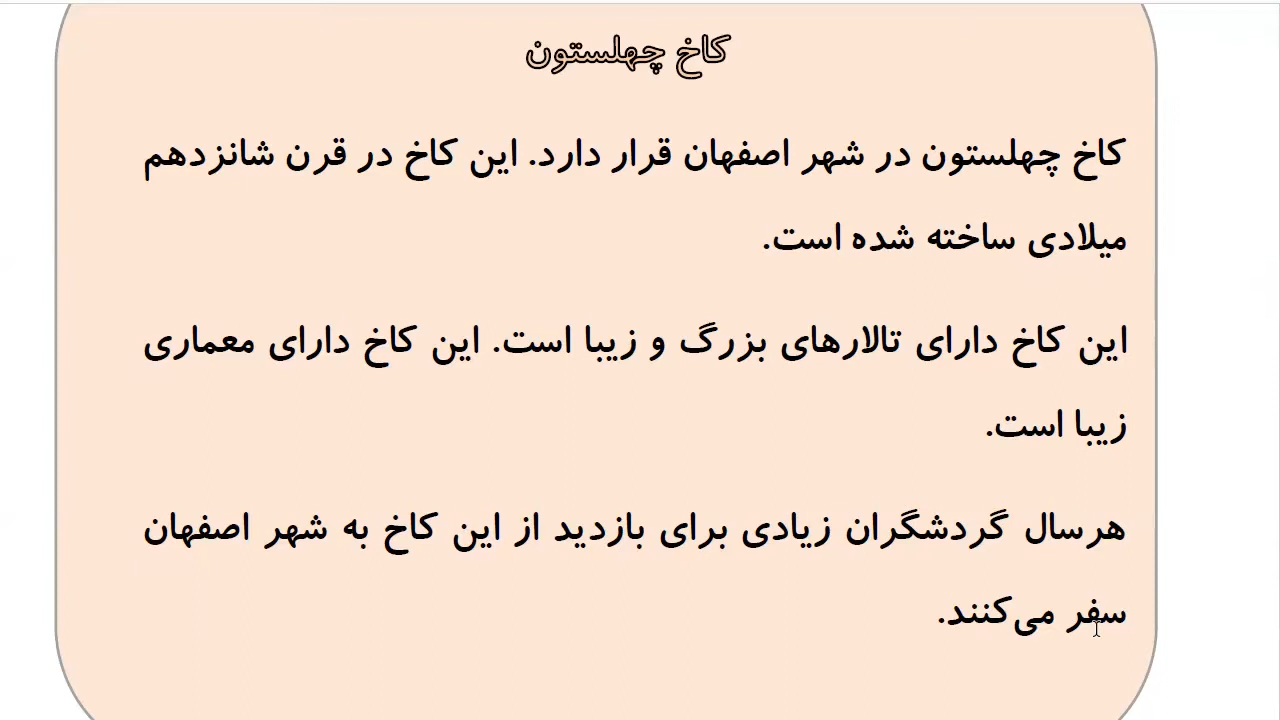 کاخ چهلستون
کاخ چهلستون در شهر اصفهان قرار دارد. این کاخ در قرن شانزدهم
میلادی ساخته شده است.
این کاخ دارای تالارهای بزرگ و زیبا است. این کاخ دارای معماری
زیبا است.
هرسال گردشگران زیادی برای بازدید از این کاخ به شهر اصفهان
سفر می‌کنند.